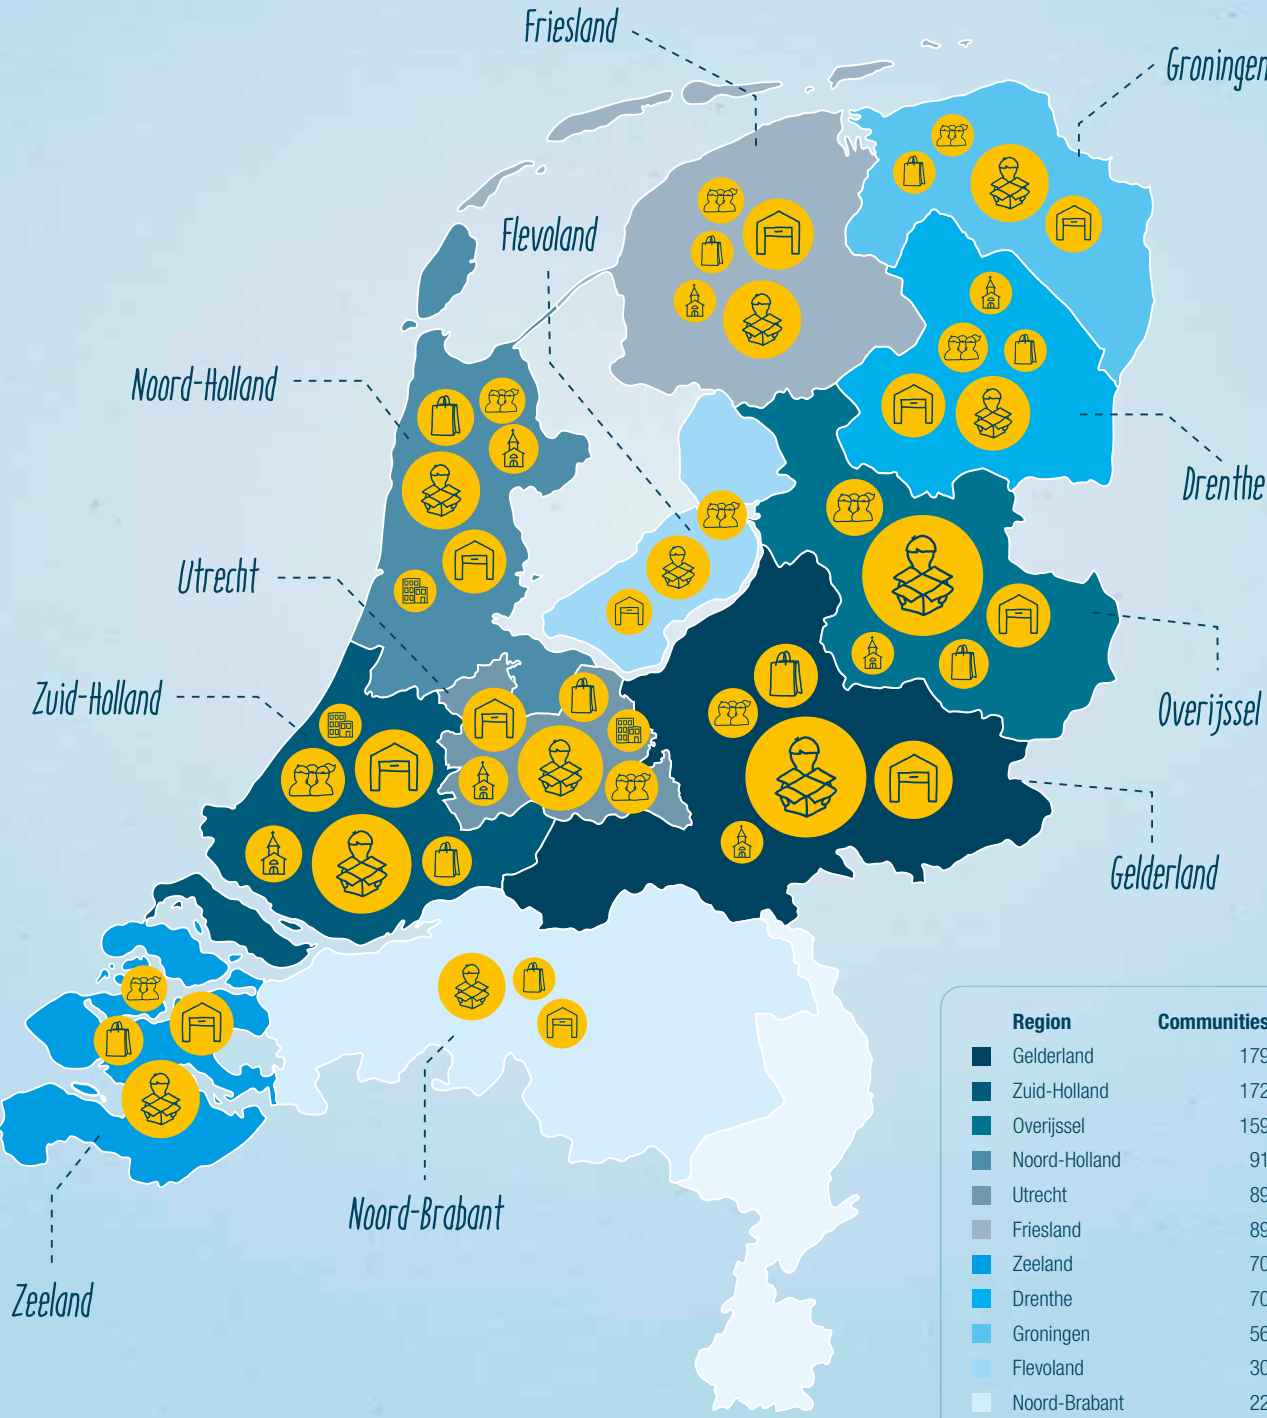 Friesland
Groningen
Flevoland
Noord-Holland
Drenthe
Utrecht
Zuid-Holland
Overijssel
Gelderland
Noord-Brabant
Zeeland
Region Communities
Gelderland 179
Zuid-Holland 172
Overijssel 159
Noord-Holland 91
Utrecht 89
Friesland 89
Zeeland 70
Drenthe 70
Groningen 56
Flevoland 30
Noord-Brabant 22